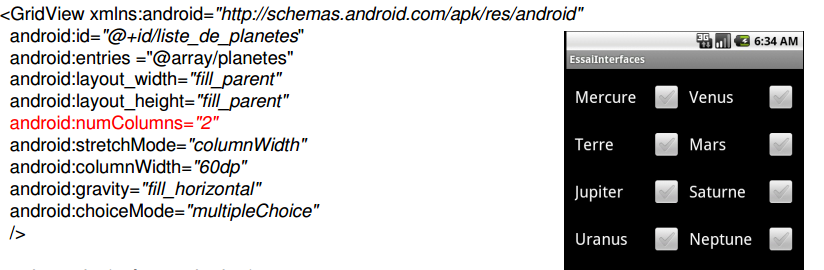 <GridView xmlns:android="http://schemas.android.com/apk/res/android"
android:id="@+id/liste_de_planetes"
android:entries ="@array/planetes"
android:layout_width="fill_parent"
android:layout_height="fill_parent"
android:numColumns="2"
android:stretchMode="columnWidth"
android:columnWidth="60dp"
android:gravity="fill_horizontal"
android:choiceMode="multipleChoice"
/>
3G 6:34 AM
EssaiInterfaces
Mercure Venus
Terre Mars
Jupiter Saturne
Uranus Neptune